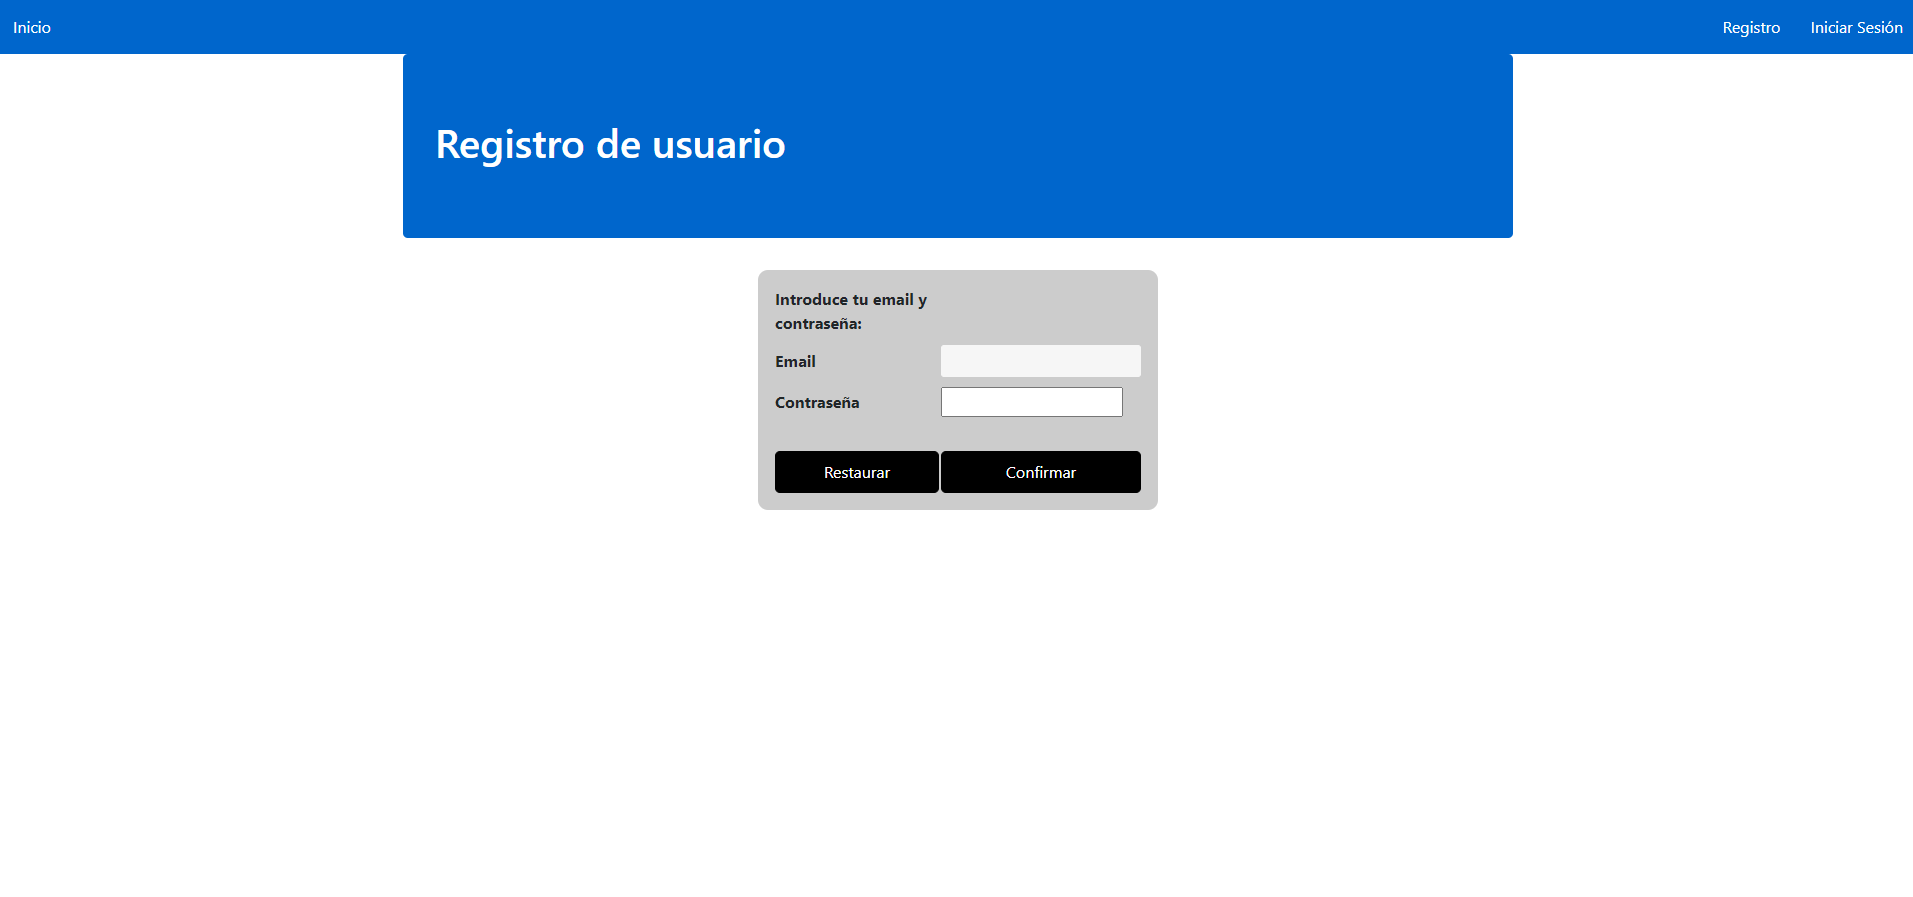 Inicio
Registro
Iniciar Sesión
Registro de usuario
Introduce tu email y
contraseña:
Email
Contraseña
Restaurar
Confirmar